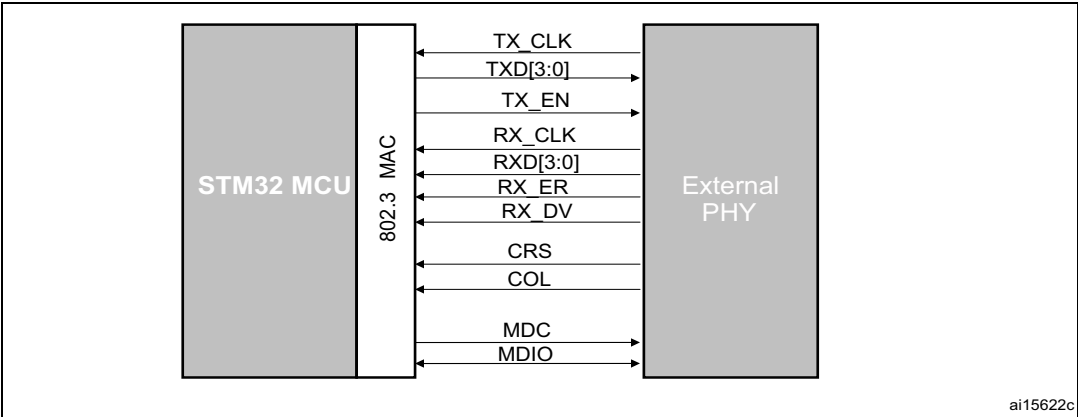 TX_CLK
TXD[3:0]
TX_EN
RX_CLK
RXD[3:0]
RX_ER
RX_DV
CRS
COL
MDC
MDIO
STM32 MCU
802.3 MAC
External
PHY
ai15622c